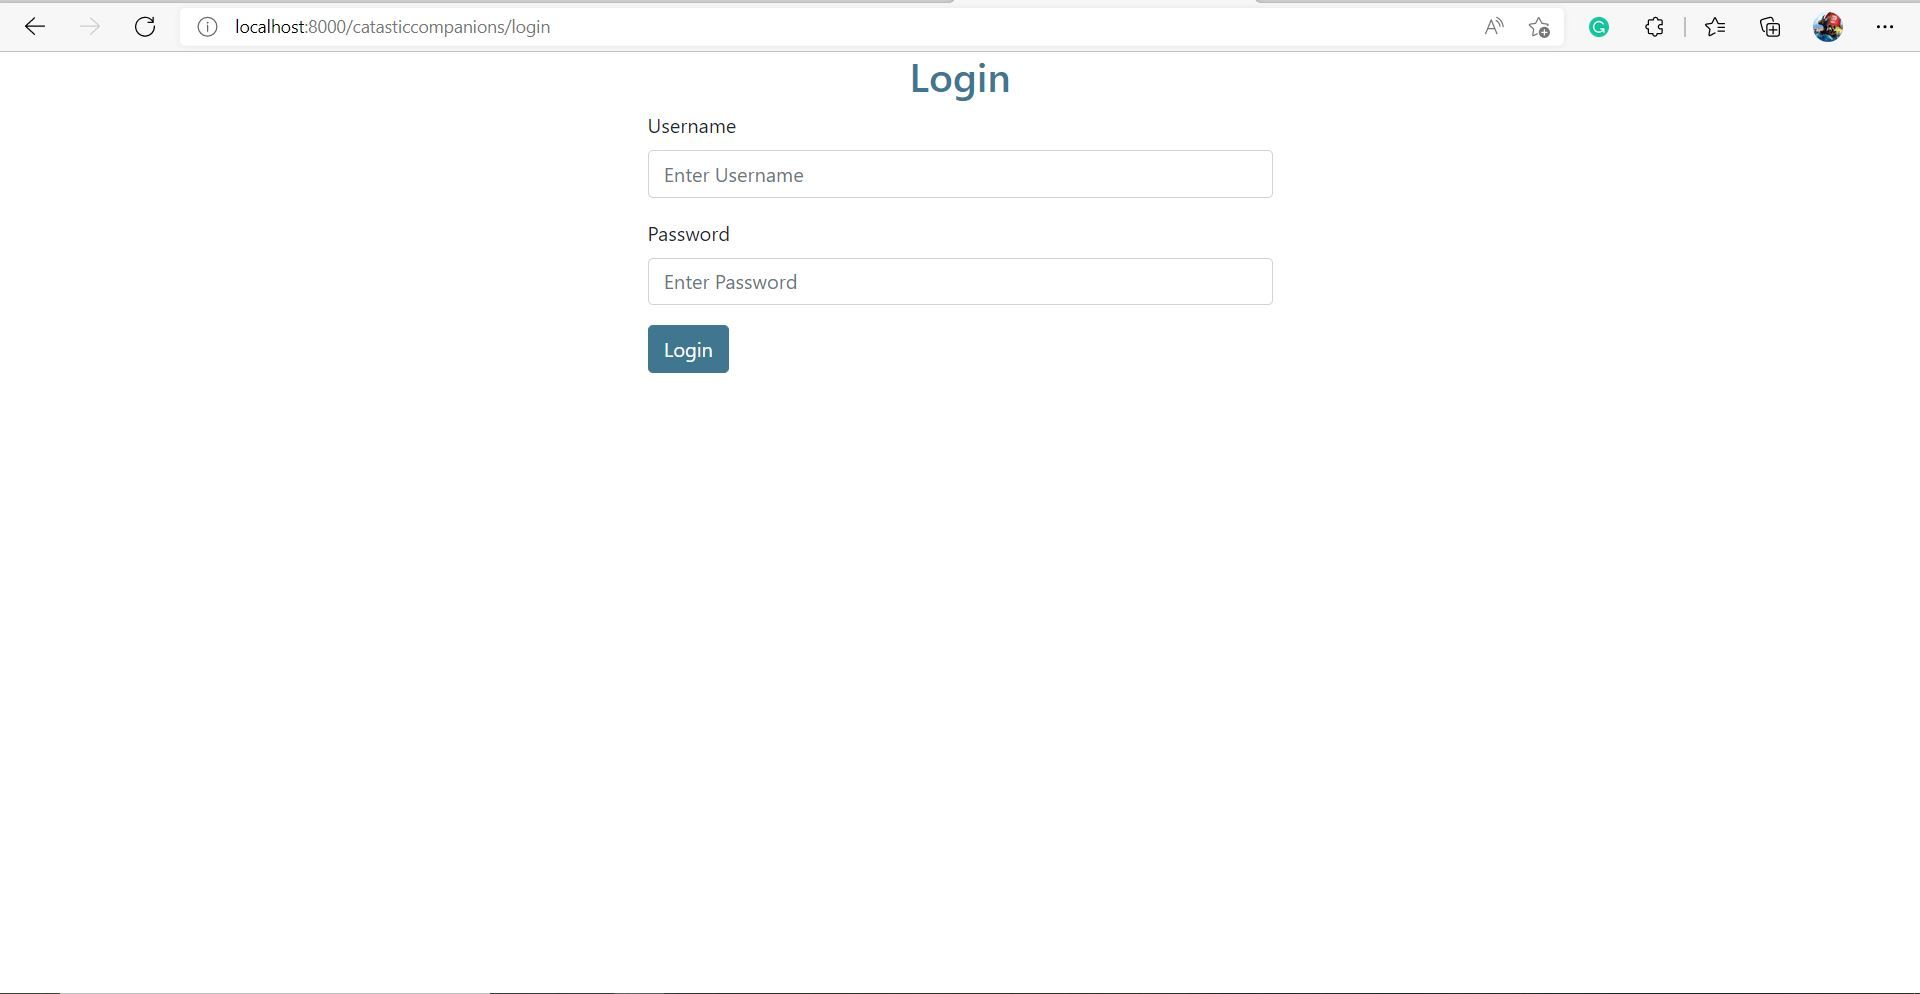 localhost:8000/catasticcompanions/login
Login
Username
Enter Username
Password
Enter Password
Login